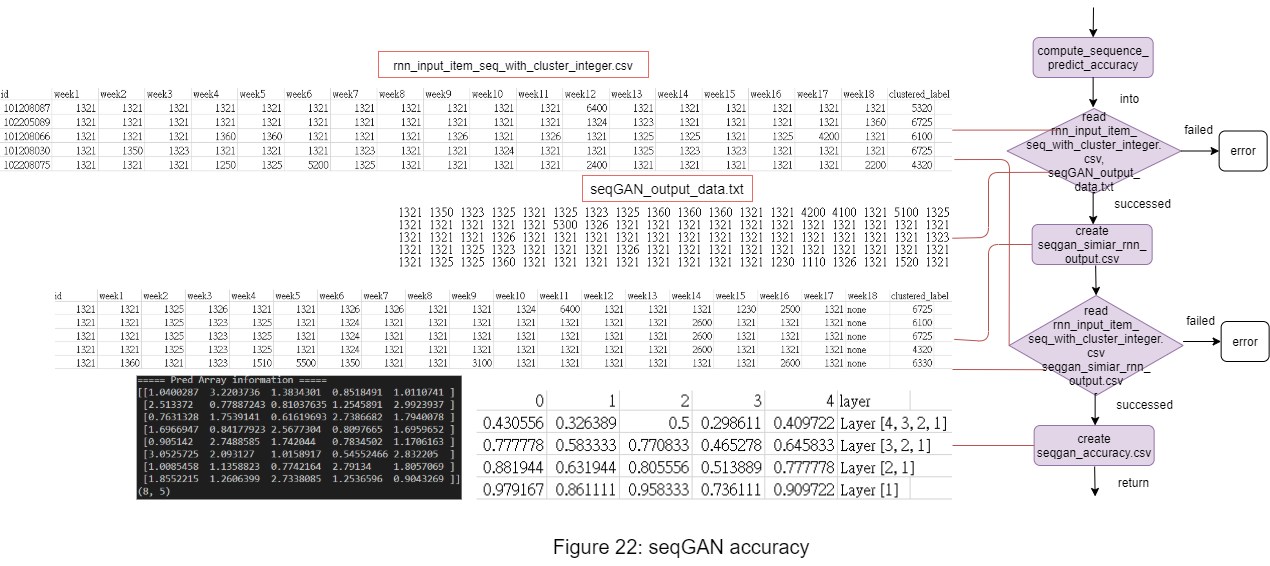 compute_sequence_
predict_accuracy
into
read
rnn_input_item_
seq_with_cluster_integer.
csv,
seqGAN_output_
data.txt
failed
error
successed
create
seqgan_simiar_rnn_
output.csv
read
rnn_input_item_
seq_with_cluster_integer.
csv
seqgan_simiar_rnn_
output.csv
failed
error
successed
create
seqgan_accuracy.csv
return
rnn_input_item_seq_with_cluster_integer.csv
id week1 week2 week3 week4 week5 week6 week7 week8 week9 week10 week11 week12 week13 week14 week15 week16 week17 week18 clustered_label
101208087 1321 1321 1321 1321 1321 1321 1321 1321 1321 1321 1321 6400 1321 1321 1321 1321 1321 1321 5320
102205089 1321 1321 1321 1321 1321 1321 1321 1321 1321 1321 1321 1324 1323 1321 1321 1321 1321 1360 6725
101208066 1321 1321 1321 1360 1360 1321 1321 1321 1326 1321 1326 1321 1325 1325 1321 1325 4200 1321 6100
101208030 1321 1350 1323 1321 1321 1321 1321 1321 1321 1324 1321 1321 1325 1323 1323 1321 1321 1321 6725
102208075 1321 1321 1321 1250 1325 5200 1325 1321 1321 1321 1321 2400 1321 1321 1321 1321 1321 2200 4320
seqGAN_output_data.txt
1321 1350 1323 1325 1321 1325 1323 1325 1360 1360 1360 1321 1321 4200 4100 1321 5100 1325
1321 1321 1321 1321 1321 5300 1326 1321 1321 1321 1321 1321 1321 1321 1321 1321 1321 1321
1321 1321 1321 1326 1321 1321 1321 1321 1321 1321 1321 1321 1321 1321 1321 1321 1321 1323
1321 1321 1325 1323 1321 1321 1321 1326 1321 1321 1321 1321 1321 1321 1321 1321 1321 1321
1321 1325 1325 1360 1321 1321 1321 1321 1321 1321 1321 1321 1230 1110 1326 1321 1520 1321
id week1 week2 week3 week4 week5 week6 week7 week8 week9 week10 week11 week12 week13 week14 week15 week16 week17 week18 clustered_label
1321 1321 1325 1326 1321 1321 1326 1326 1321 1321 1324 6400 1321 1321 1321 1230 2500 1321 none 6725
1321 1321 1325 1323 1325 1321 1324 1321 1321 1321 1321 1321 1321 1321 2600 1321 1321 1321 none 6100
1321 1321 1325 1323 1325 1321 1324 1321 1321 1321 1321 1321 1321 1321 2600 1321 1321 1321 none 6725
1321 1321 1325 1323 1325 1321 1324 1321 1321 1321 1321 1321 1321 1321 2600 1321 1321 1321 none 4320
1321 1360 1321 1323 1510 5500 1350 1321 1321 3100 1321 1321 1321 1321 1321 1321 2600 1321 none 6330
===== Pred Array information =====
[[1.0400287 3.2203736 1.3834301 0.8518491 1.0110741 ]
[2.513372 0.77887243 0.81037635 1.2545891 2.9923937 ]
[0.7631328 1.7539141 0.61619693 2.7386682 1.7940078 ]
[1.6966947 0.84177923 2.5677304 0.8097665 1.6959652 ]
[0.905142 2.7488585 1.742044 0.7834502 1.1706163 ]
[3.0525725 2.093127 1.0158917 0.54552466 2.832205 ]
[1.0085458 1.1358823 0.7742164 2.79134 1.8057069 ]
[1.8552215 1.2606399 2.7338085 1.2536596 0.9043269 ]]
(8, 5)
0 1 2 3 4 layer
0.430556 0.326389 0.5 0.298611 0.409722 Layer [4, 3, 2, 1]
0.777778 0.583333 0.770833 0.465278 0.645833 Layer [3, 2, 1]
0.881944 0.631944 0.805556 0.513889 0.777778 Layer [2, 1]
0.979167 0.861111 0.958333 0.736111 0.909722 Layer [1]
Figure 22: seqGAN accuracy